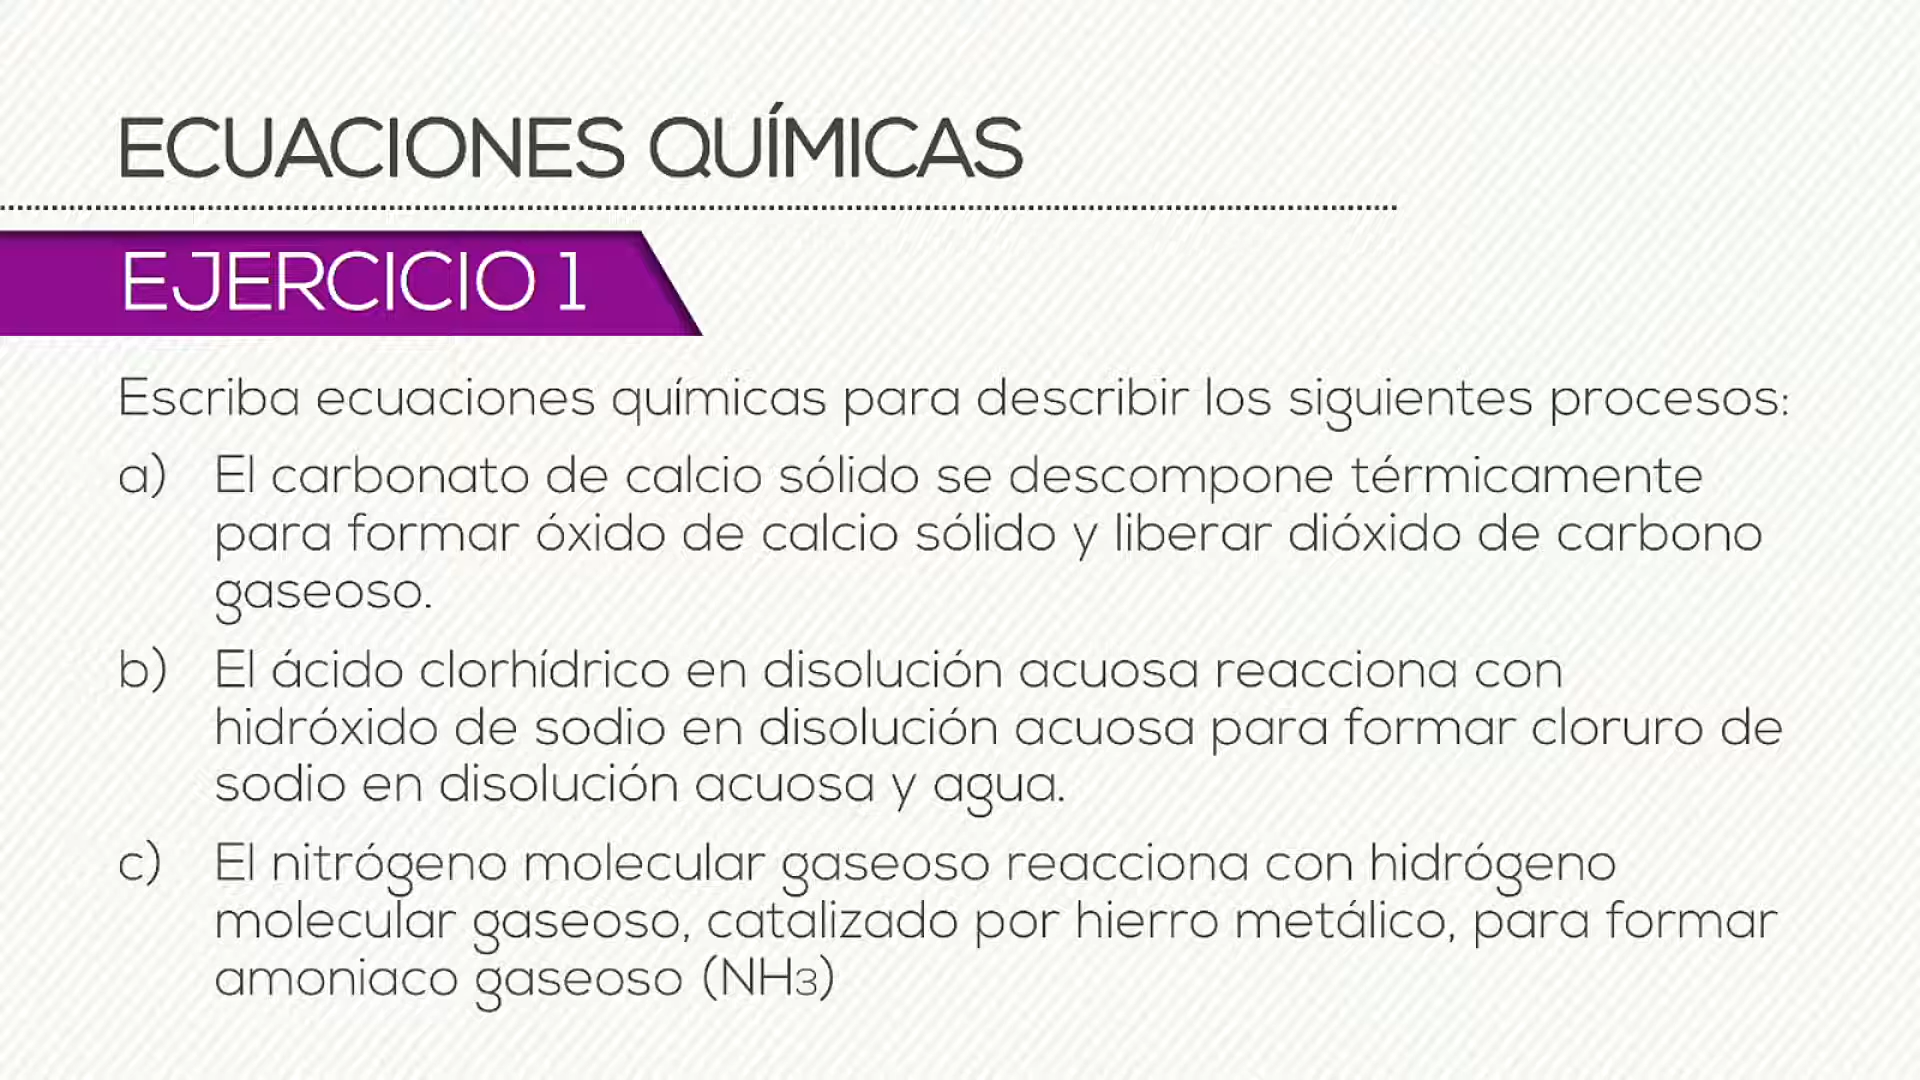 ECUACIONES QUÍMICAS
EJERCICIO 1
Escriba ecuaciones químicas para describir los siguientes procesos:
a) El carbonato de calcio sólido se descompone térmicamente
para formar óxido de calcio sólido y liberar dióxido de carbono
gaseoso.
b) El ácido clorhídrico en disolución acuosa reacciona con
hidróxido de sodio en disolución acuosa para formar cloruro de
sodio en disolución acuosa y agua.
c) El nitrógeno molecular gaseoso reacciona con hidrógeno
molecular gaseoso, catalizado por hierro metálico, para formar
amoniaco gaseoso (NH3)